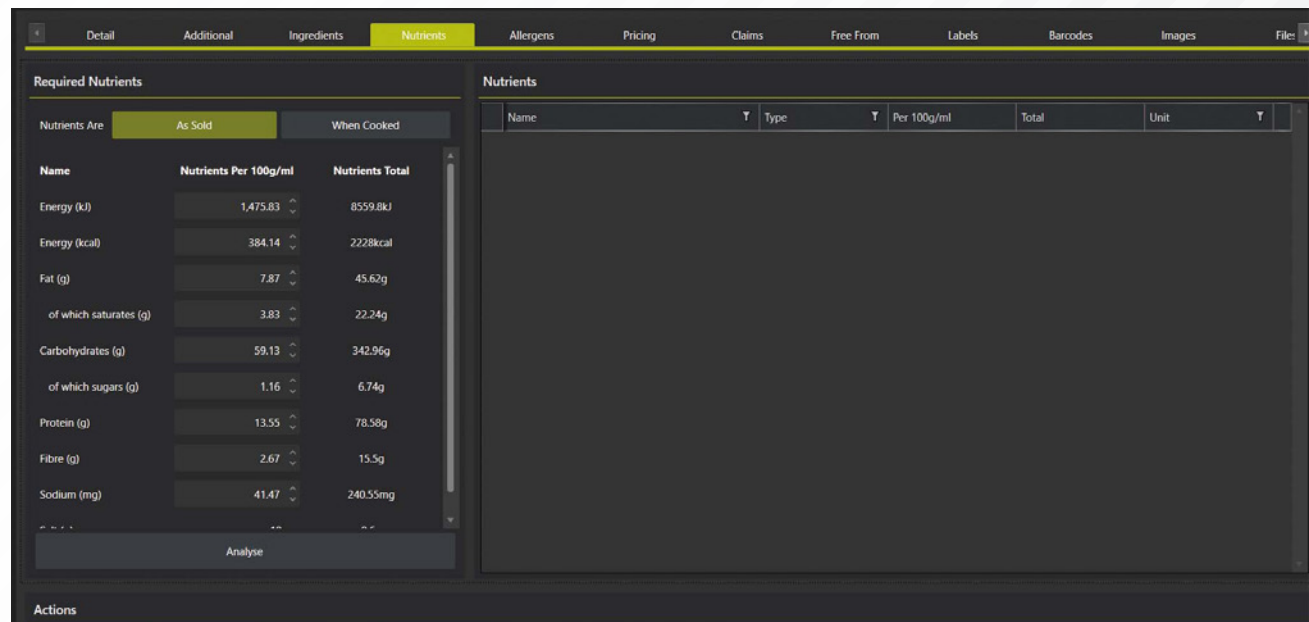 Detail Additional Ingredients Nutrients Allergens Pricing Claims Free From Labels Barcodes Images
Required Nutrients
Nutrients Are As Sold When Cooked
Name Nutrients Per 100g/ml Nutrients Total
Energy (kJ) 1,475.83 8559.8kJ
Energy (kcal) 384.14 2228kcal
Fat (g) 7.87 45.62g
of which saturates (g) 3.83 22.24g
Carbohydrates (g) 59.13 342.96g
of which sugars (g) 1.16 6.74g
Protein (g) 13.55 78.58g
Fibre (g) 2.67 15.5g
Sodium (mg) 41.47 240.55mg
Analyse
Nutrients
Name Type Per 100g/ml Total Unit
Actions